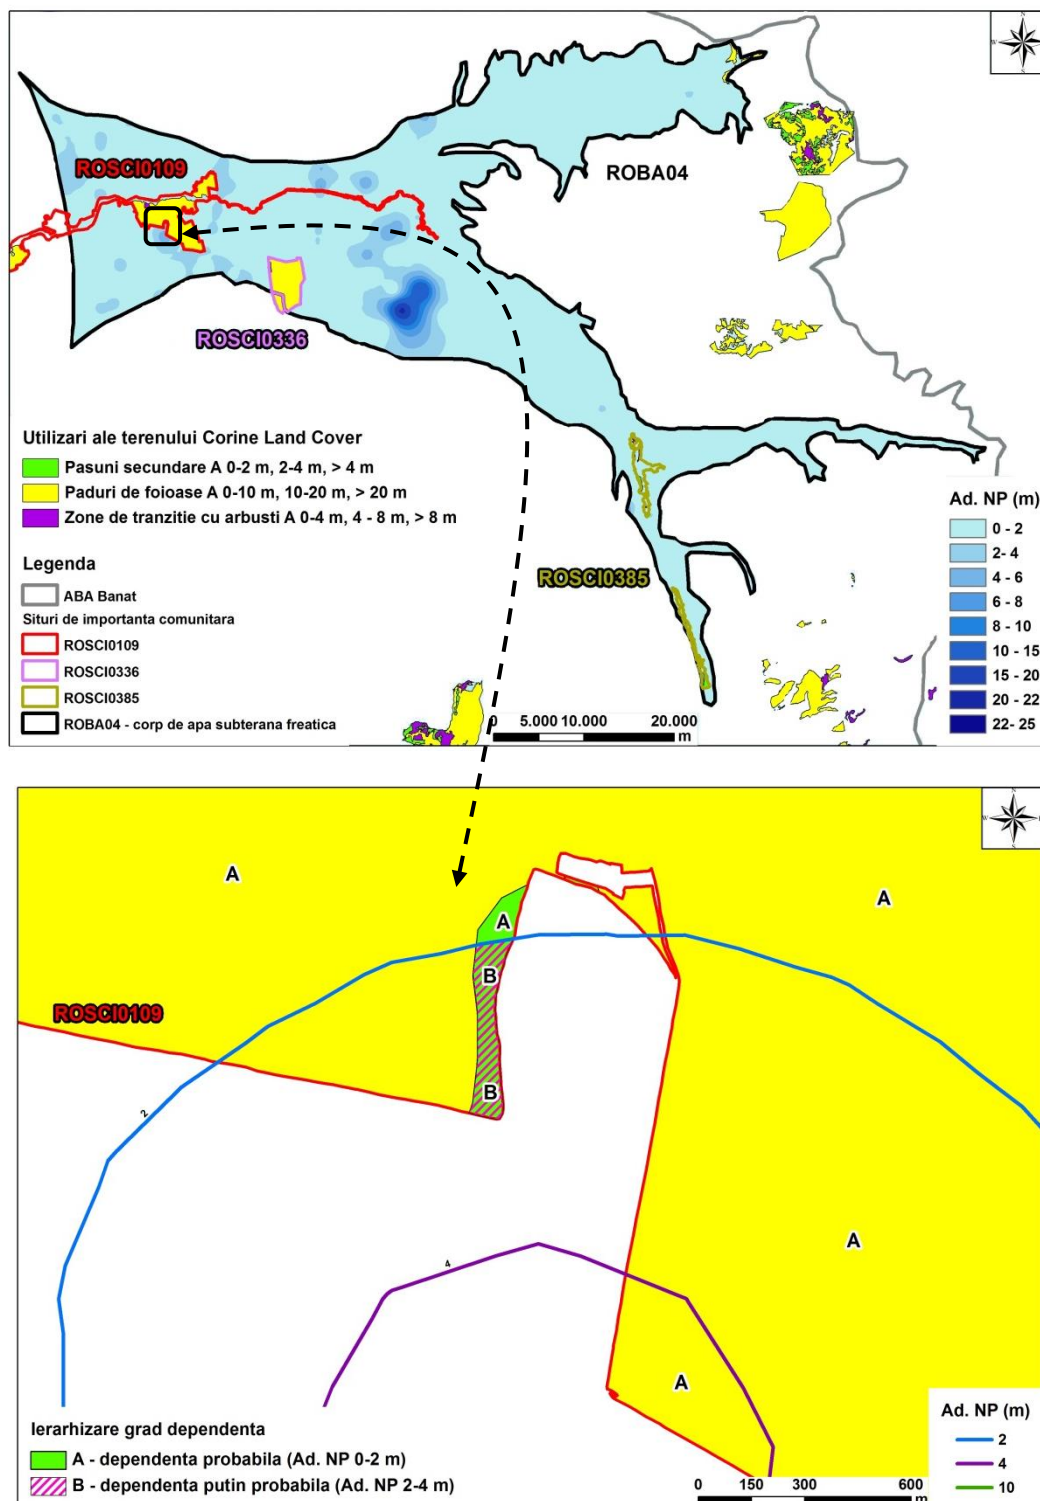 N
W
S
ROSCI0109
ROBA04
ROSCI0336
Utilizari ale terenului Corine Land Cover
Pasuni secundare A 0-2 m, 2-4 m, > 4 m
Paduri de foioase A 0-10 m, 10-20 m, > 20 m
Zone de tranzitie cu arbusti A 0-4 m, 4 - 8 m, > 8 m
Legenda
ABA Banat
Situri de importanta comunitara
ROSCI0109
ROSCI0336
ROSCI0385
ROBA04 - corp de apa subterana freatica
ROSCI0385
Ad. NP (m)
0 - 2
2- 4
4 - 6
6 - 8
8 - 10
10 - 15
15 - 20
20 - 22
22- 25
0 5.000 10.000 20.000
m
N
W
S
A
A
A
B
ROSCI0109
B
2
A
4
A
Ierarhizare grad dependenta
A - dependenta probabila (Ad. NP 0-2 m)
B - dependenta putin probabila (Ad. NP 2-4 m)
Ad. NP (m)
2
4
10
0 150 300 600
m